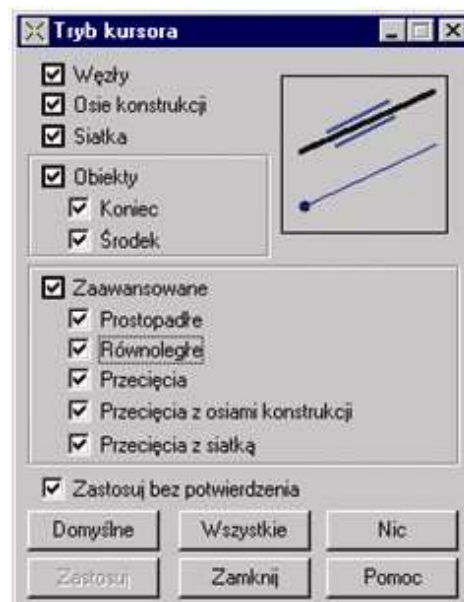 Tryb kursora
Węzły
Osie konstrukcji
Siatka
Obiekty
Koniec
Środek
Zaawansowane
Prostopadłe
Równoległe
Przecięcia
Przecięcia z osiami konstrukcji
Przecięcia z siatką
Zastosuj bez potwierdzenia
Domyślne Wszystkie Nic
Zastosuj Zamknij Pomoc